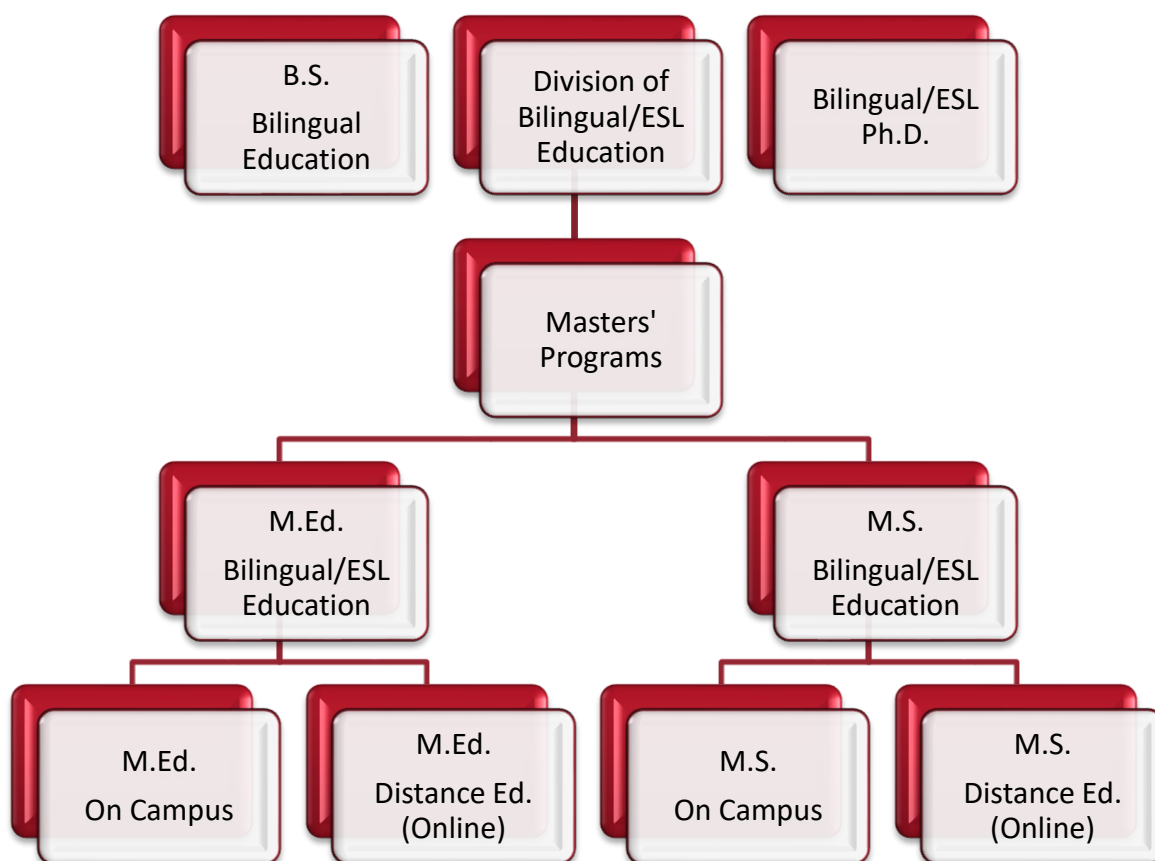 B.S.
Bilingual
Education
Division of
Bilingual/ESL
Education
Bilingual/ESL
Ph.D.
Masters'
Programs
M.Ed.
Bilingual/ESL
Education
M.S.
Bilingual/ESL
Education
M.Ed.
On Campus
M.Ed.
Distance Ed.
(Online)
M.S.
On Campus
M.S.
Distance Ed.
(Online)